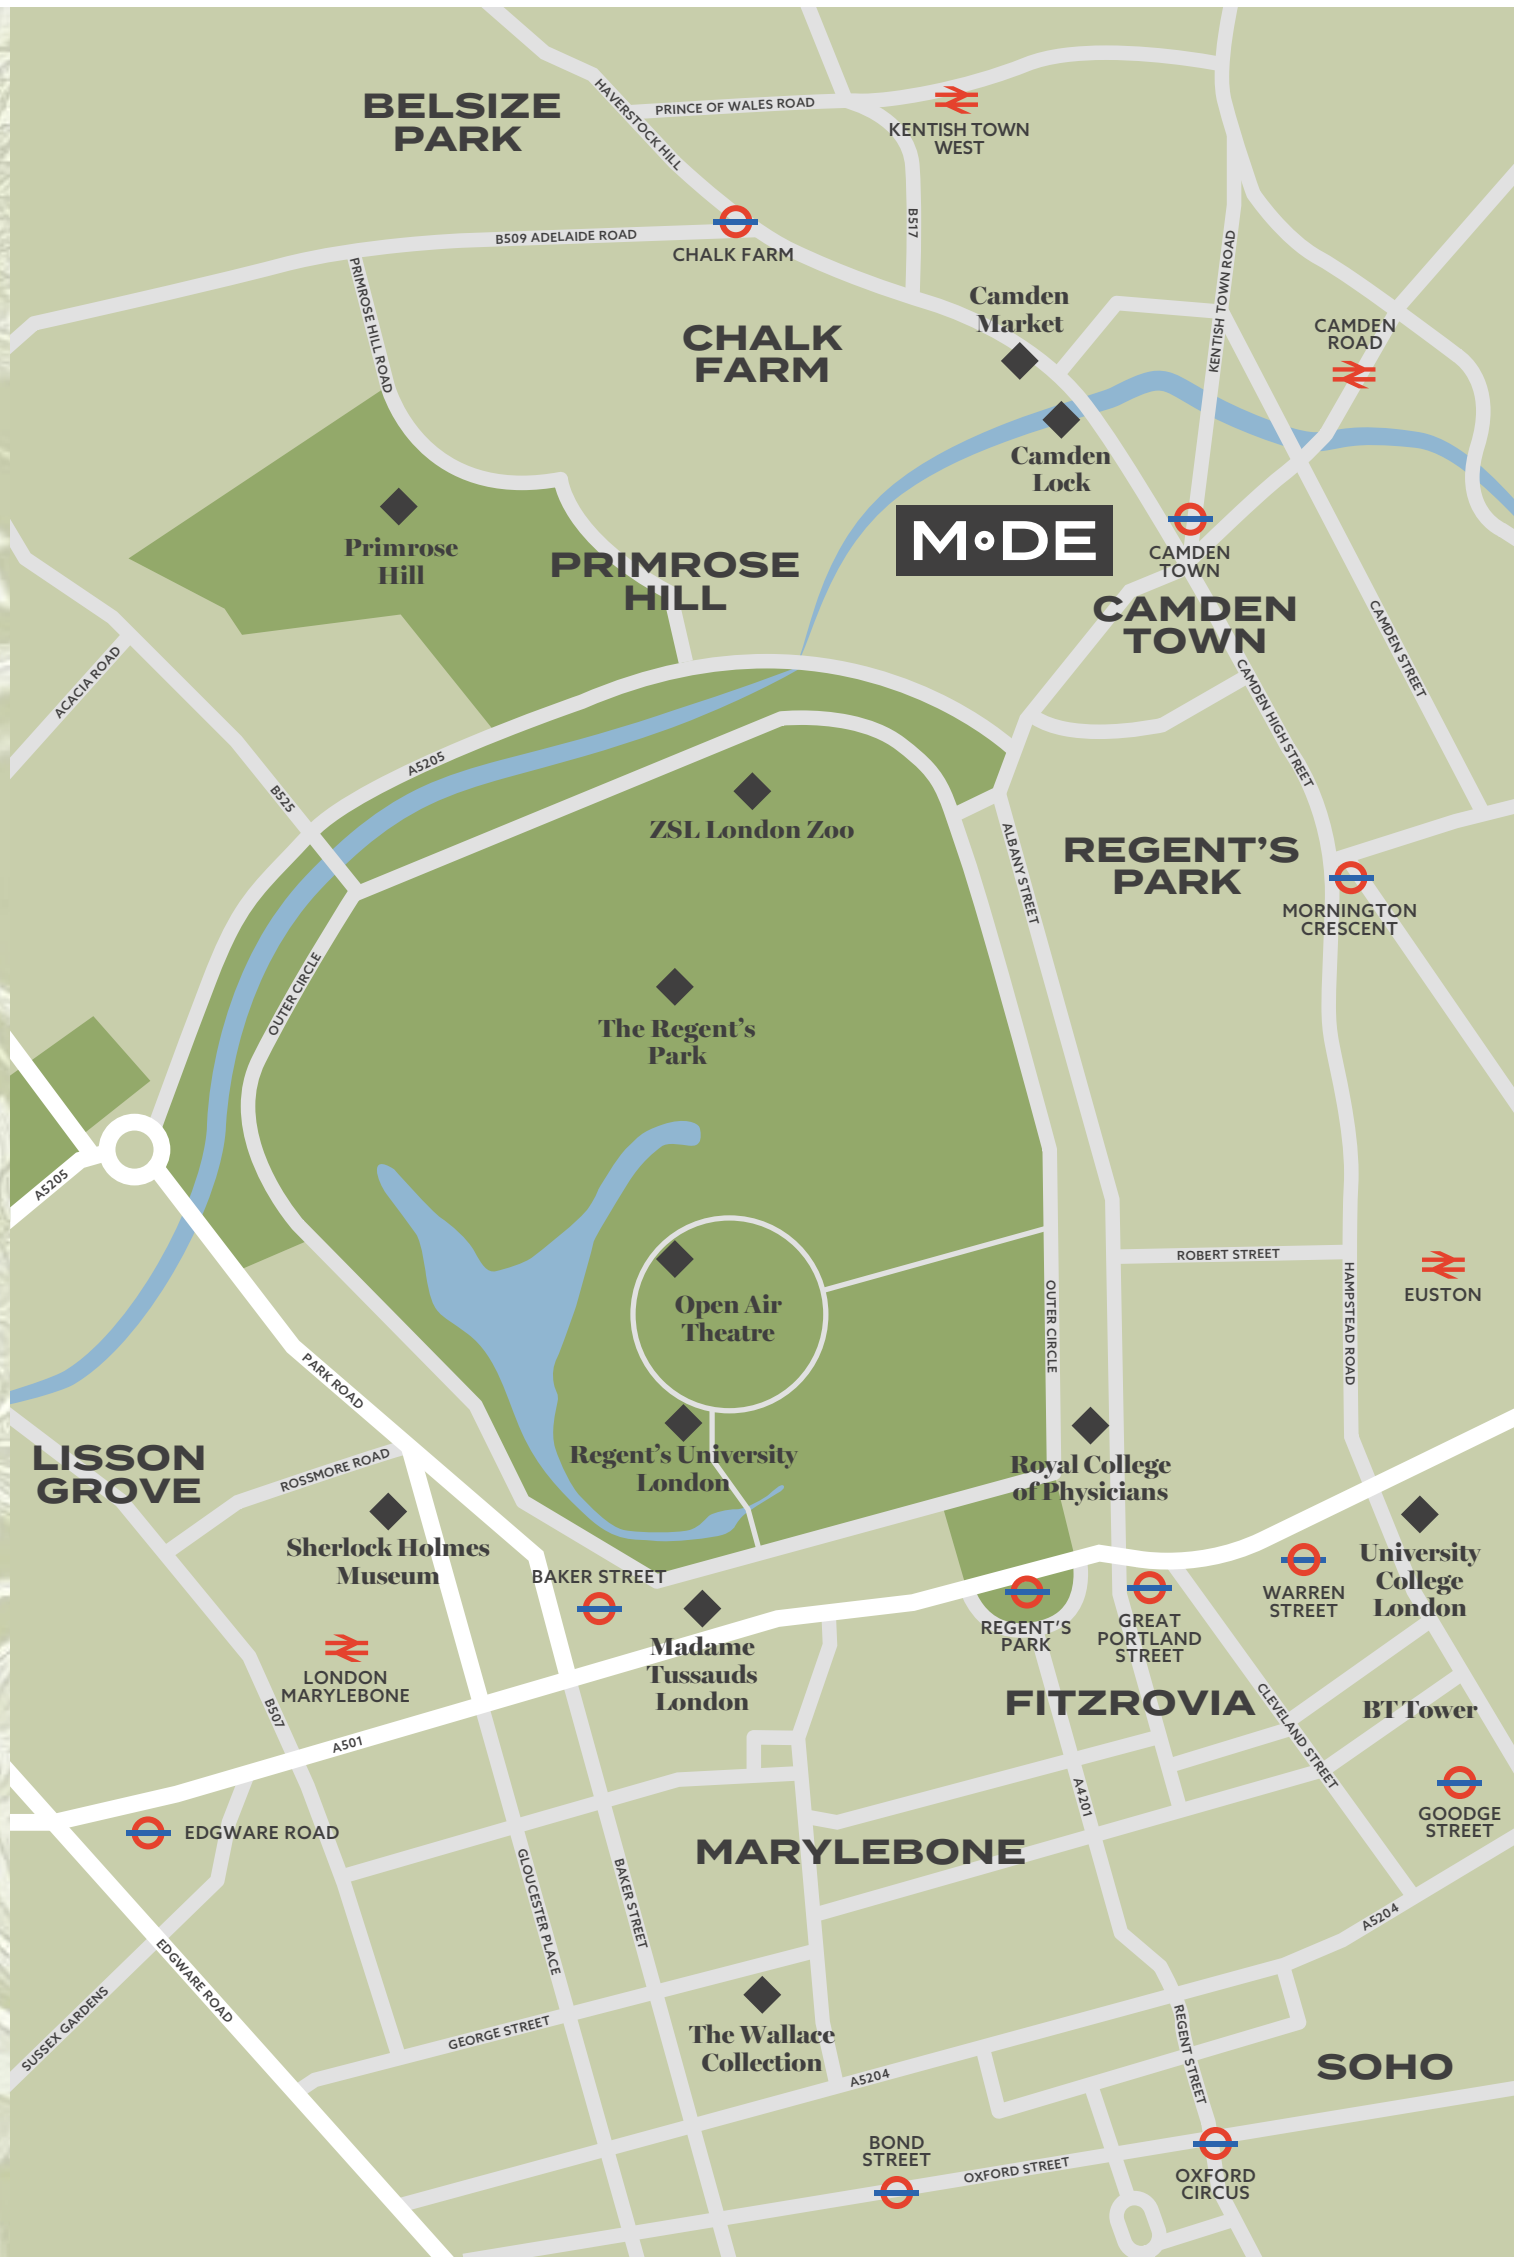 BELSIZE
PARK
HAVERSTOCK HILL
PRINCE OF WALES ROAD
KENTISH TOWN
WEST
B517
B509 ADELAIDE ROAD
CHALK FARM
PRIMROSE HILL ROAD
KENTISH TOWN ROAD
Camden
Market
CHALK
FARM
CAMDEN
ROAD
Camden
Lock
Primrose
Hill
PRIMROSE
HILL
MODE
CAMDEN
TOWN
CAMDEN
TOWN
CAMDEN STREET
ACACIA ROAD
CAMDEN HIGH STREET
A5205
B525
ZSL London Zoo
ALBANY STREET
REGENT'S
PARK
MORNINGTON
CRESCENT
OUTER CIRCLE
The Regent's
Park
A5205
ROBERT STREET
HAMPSTEAD ROAD
EUSTON
OUTER CIRCLE
Open Air
Theatre
PARK ROAD
LISSON
GROVE
ROSSMORE ROAD
Regent's University
London
Royal College
of Physicians
Sherlock Holmes
Museum
BAKER STREET
Madame
Tussauds
London
REGENT'S
PARK
GREAT
PORTLAND
STREET
WARREN
STREET
University
College
London
LONDON
MARYLEBONE
B507
A501
FITZROVIA
CLEVELAND STREET
BT Tower
A4201
GOODGE
STREET
EDGWARE ROAD
MARYLEBONE
GLOUCESTER PLACE
BAKER STREET
A5204
EDGWARE ROAD
SUSSEX GARDENS
GEORGE STREET
The Wallace
Collection
REGENT STREET
SOHO
A5204
BOND
STREET
OXFORD STREET
OXFORD
CIRCUS